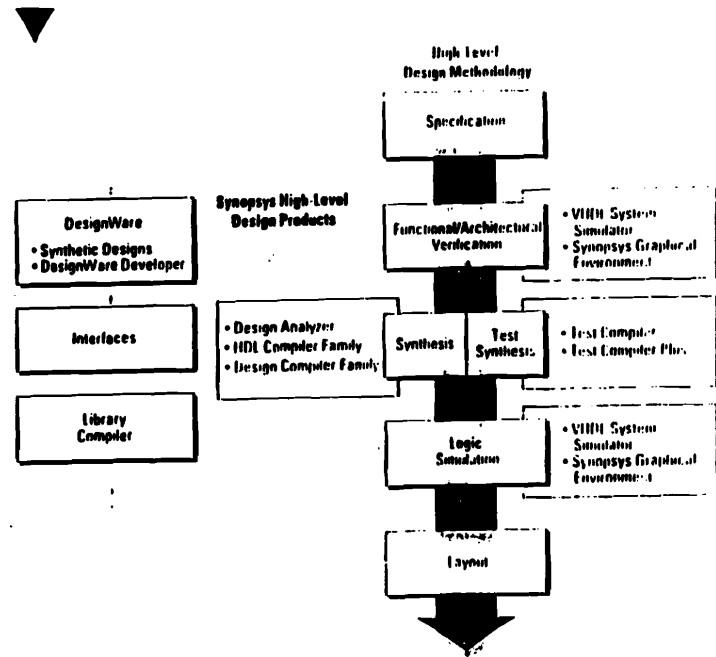 High Level
Design Methodology
Specification
Synopsys High-Level
Design Products
DesignWare
• Synthetic Designs
• DesignWare Developer
Functional/Architectural
Verification
• VHDL System
Simulator
• Synopsys Graphical
Environment
Interfaces
• Design Analyzer
• HDL Compiler Family
• Design Compiler Family
Synthesis
Test
Synthesis
• Test Compiler
• Test Compiler Plus
Library
Compiler
Logic
Simulation
• VHDL System
Simulator
• Synopsys Graphical
Environment
Layout